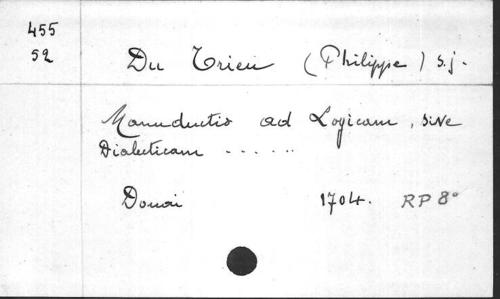 455
52
Du Trieu (Philippe) s.j.
Manuductio ad Logicam, sive
Dialecticam ......
Douai 1704. RP 8°